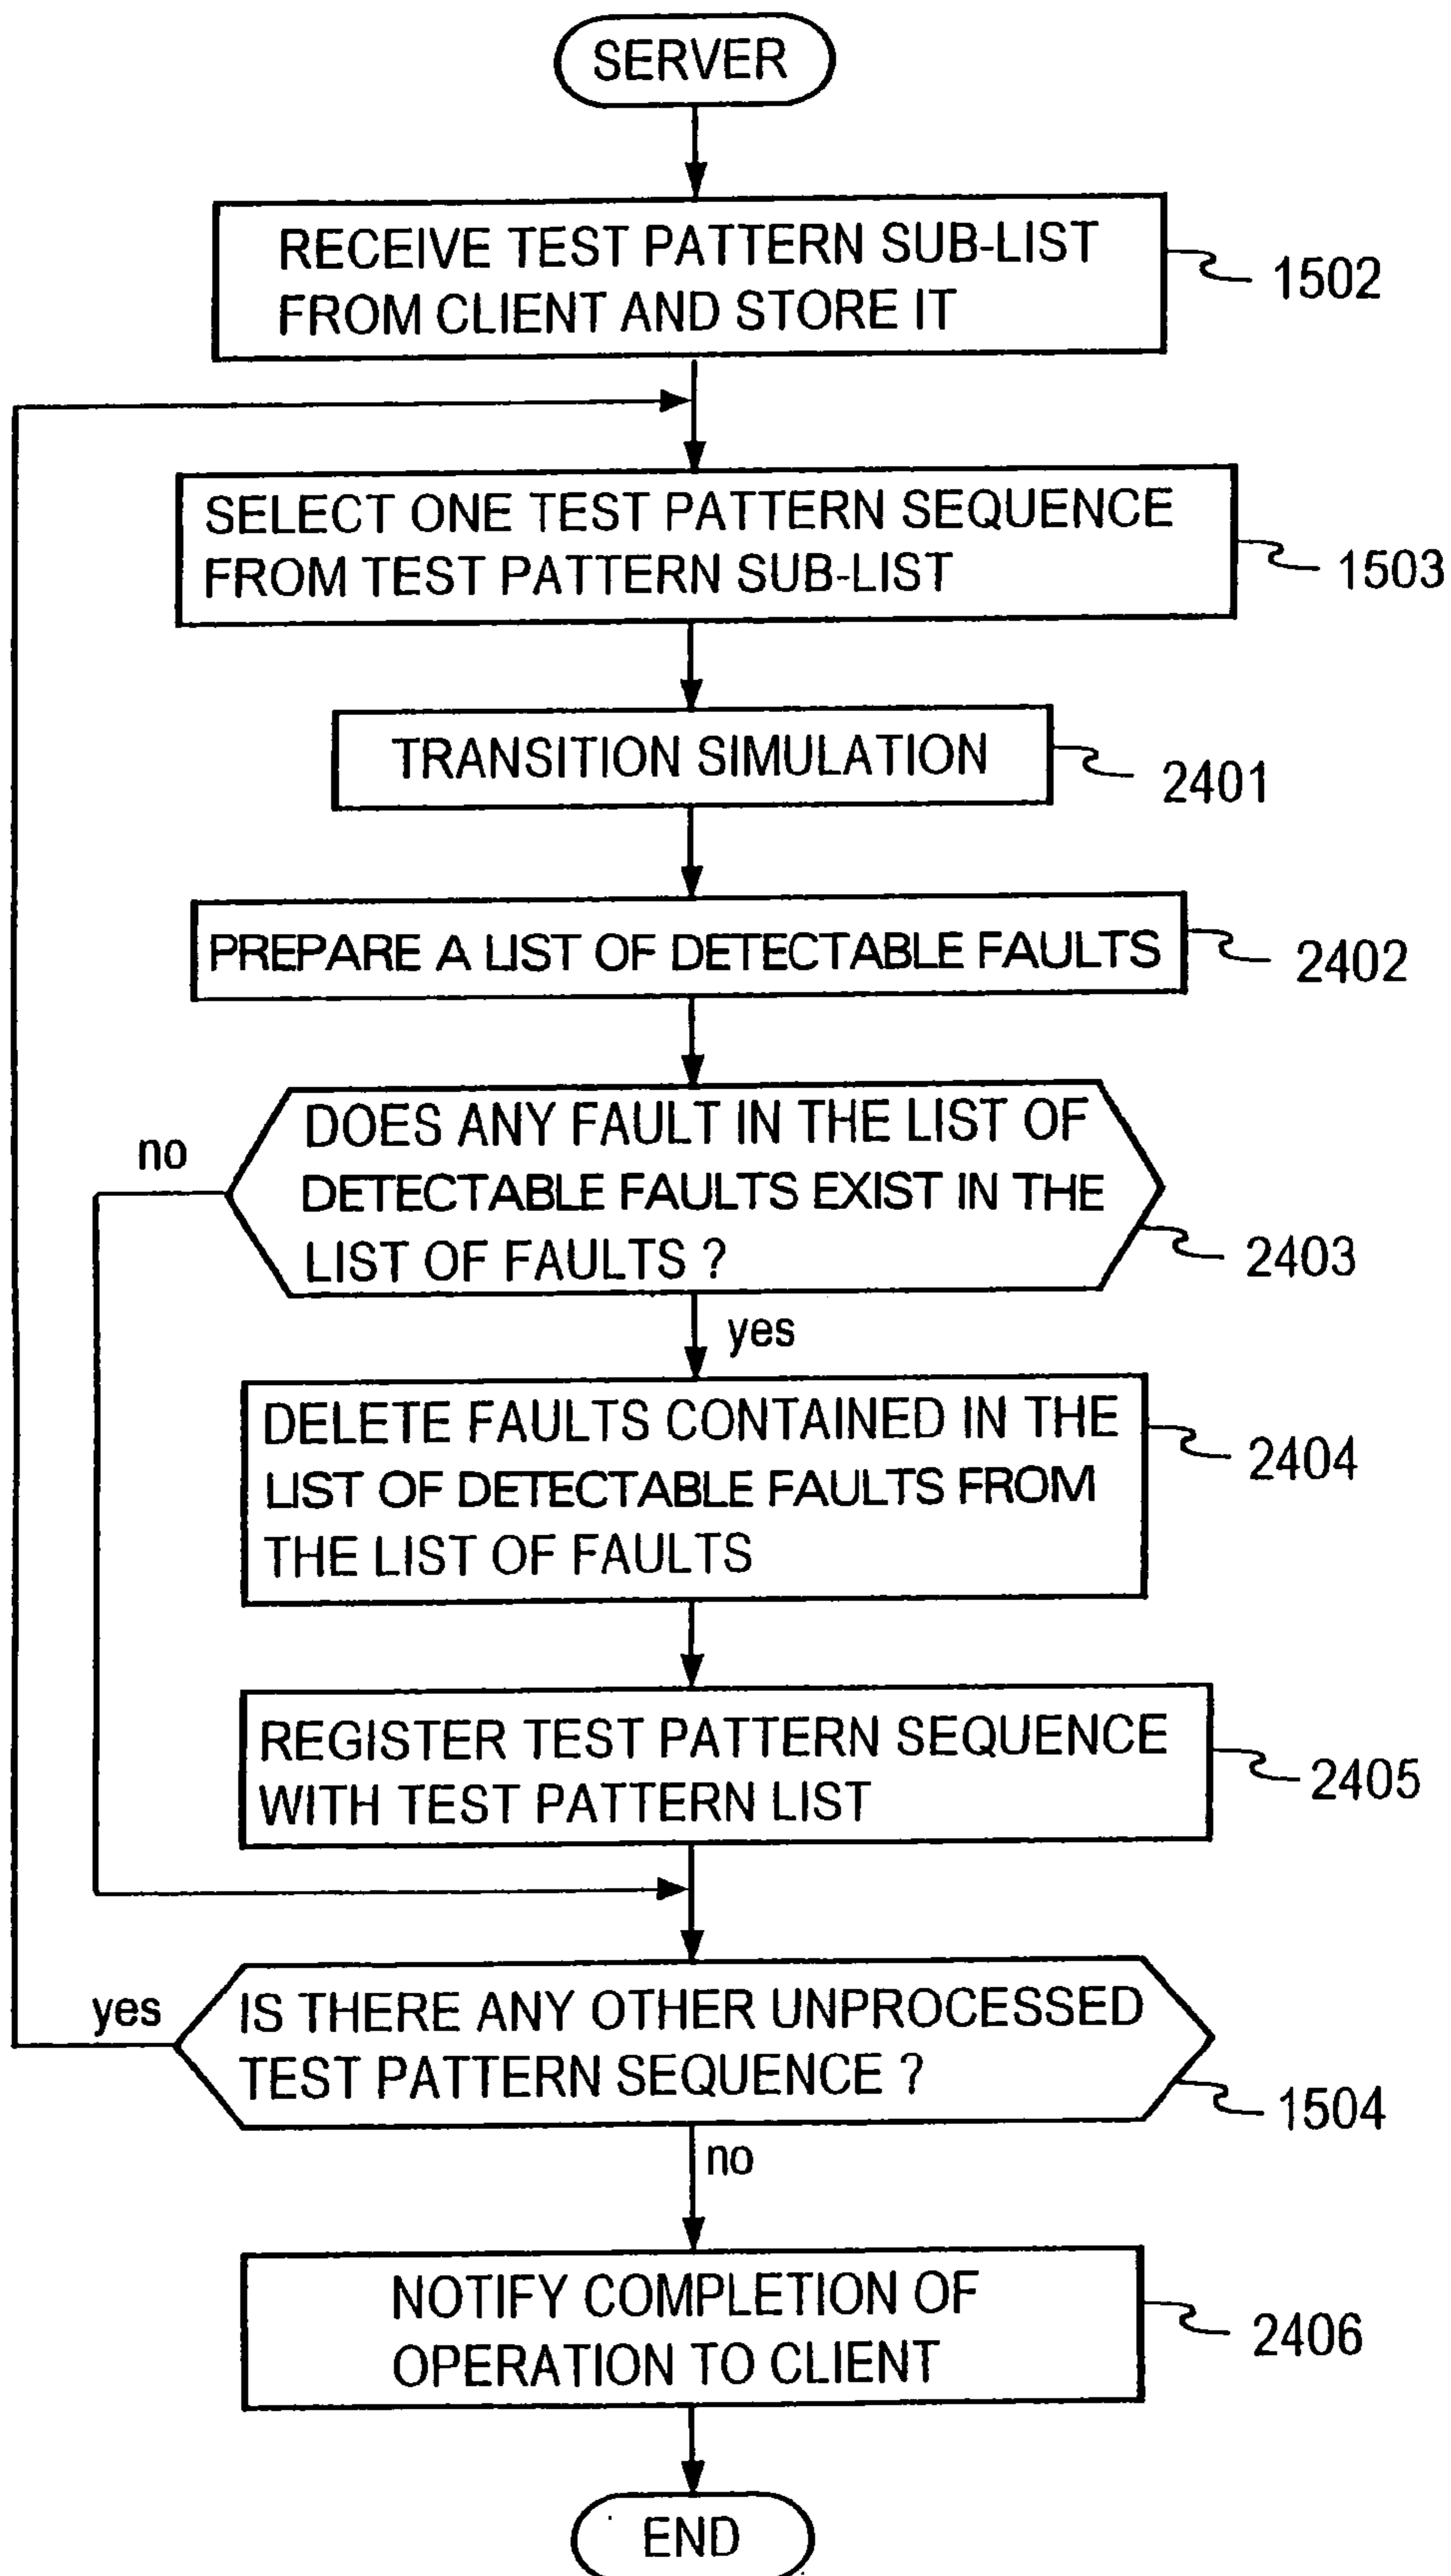 SERVER
RECEIVE TEST PATTERN SUB-LIST
FROM CLIENT AND STORE IT
1502
SELECT ONE TEST PATTERN SEQUENCE
FROM TEST PATTERN SUB-LIST
1503
TRANSITION SIMULATION
2401
PREPARE A LIST OF DETECTABLE FAULTS
2402
DOES ANY FAULT IN THE LIST OF
DETECTABLE FAULTS EXIST IN THE
LIST OF FAULTS ?
no
2403
yes
DELETE FAULTS CONTAINED IN THE
LIST OF DETECTABLE FAULTS FROM
THE LIST OF FAULTS
2404
REGISTER TEST PATTERN SEQUENCE
WITH TEST PATTERN LIST
2405
yes
IS THERE ANY OTHER UNPROCESSED
TEST PATTERN SEQUENCE ?
1504
no
NOTIFY COMPLETION OF
OPERATION TO CLIENT
2406
END